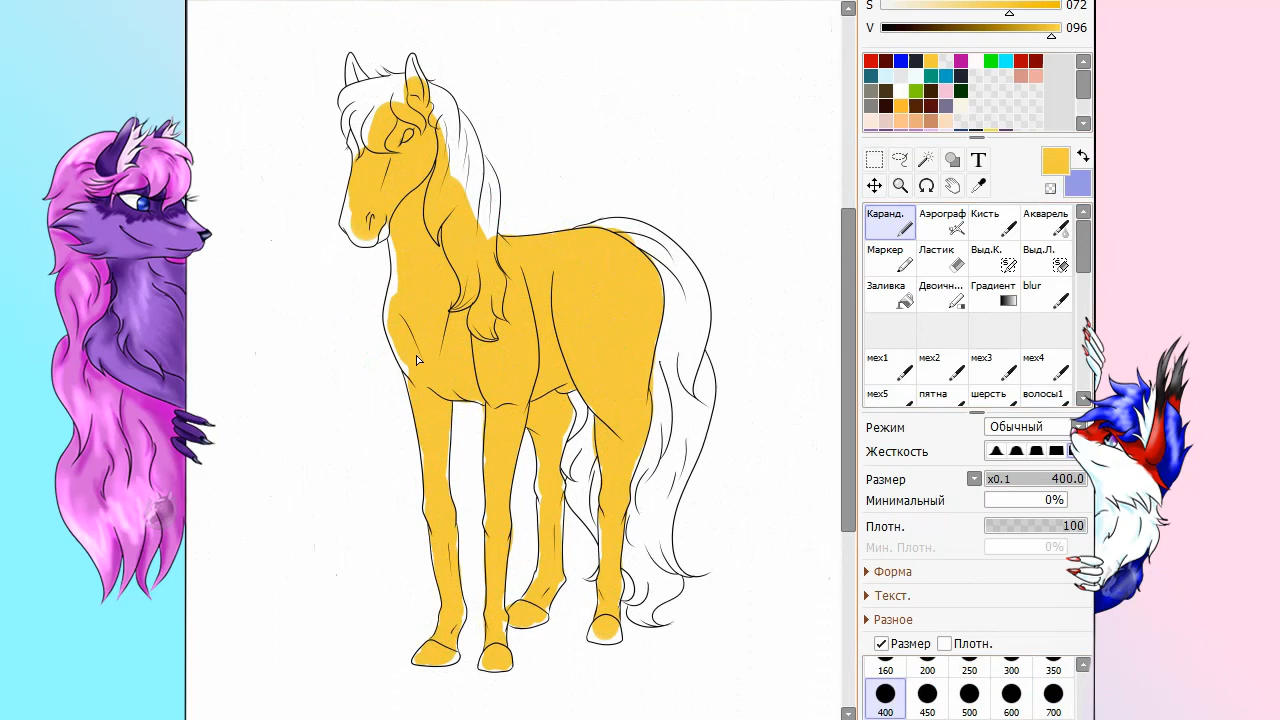 S 072
V 096
T
Каранд. Аэрограф Кисть Акварель
Маркер Ластик Выд.К. Выд.Л.
Заливка Двоичн... Градиент blur
мех1 мех2 мех3 мех4
мех5 пятна шерсть волосы1
Режим Обычный
Жесткость
Размер x0.1 400.0
Минимальный 0%
Плотн. 100
Мин. Плотн. 0%
Форма
Текст.
Разное
Размер Плотн.
160 200 250 300 350
400 450 500 600 700